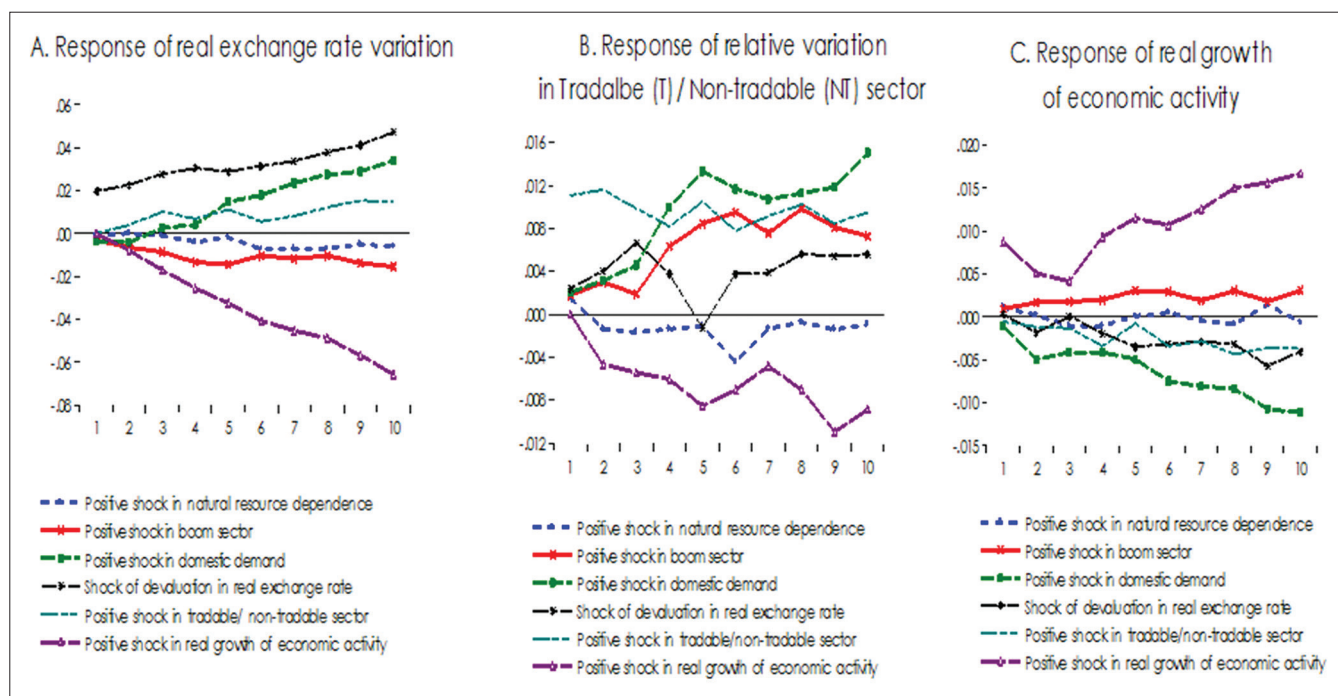 A. Response of real exchange rate variation
.06
.04
.02
.00
-.02
-.04
-.06
-.08
1 2 3 4 5 6 7 8 9 10
Positive shock in natural resource dependence
Positive shock in boom sector
Positive shock in domestic demand
Shock of devaluation in real exchange rate
Positive shock in tradable/ non-tradable sector
Positive shock in real growth of economic activity
B. Response of relative variation
in Tradalbe (T) / Non-tradable (NT) sector
.016
.012
.008
.004
.000
-.004
-.008
-.012
1 2 3 4 5 6 7 8 9 10
Positive shock in natural resource dependence
Positive shock in boom sector
Positive shock in domestic demand
Shock of devaluation in real exchange rate
Positive shock in tradable/non-tradable sector
Positive shock in real growth of economic activity
C. Response of real growth
of economic activity
.020
.015
.010
.005
.000
-.005
-.010
-.015
1 2 3 4 5 6 7 8 9 10
Positive shock in natural resource dependence
Positive shock in boom sector
Positive shock in domestic demand
Shock of devaluation in real exchange rate
Positive shock in tradable/non-tradable sector
Positive shock in real growth of economic activity